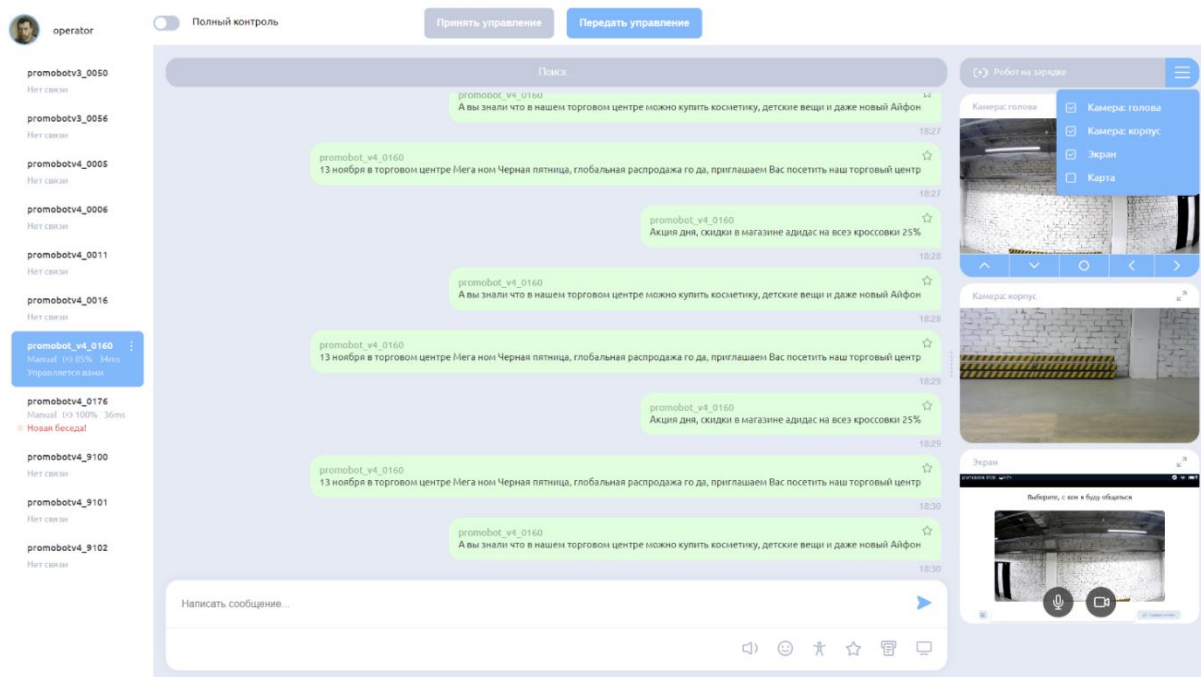 operator
Полный контроль
Принять управление
Передать управление
promobotv3_0050
Нет связи
promobotv3_0056
Нет связи
promobotv4_0005
Нет связи
promobotv4_0006
Нет связи
promobotv4_0011
Нет связи
promobotv4_0016
Нет связи
promobot_v4_0160
Manual 85% 34ms
Управляется вами
promobotv4_0176
Manual 100% 36ms
Новая беседа!
promobotv4_9100
Нет связи
promobotv4_9101
Нет связи
promobotv4_9102
Нет связи
Поиск...
promobot_v4_0160
А вы знали что в нашем торговом центре можно купить косметику, детские вещи и даже новый Айфон
18:27
promobot_v4_0160
13 ноября в торговом центре Мега ном Черная пятница, глобальная распродажа го да, приглашаем Вас посетить наш торговый центр
18:27
promobot_v4_0160
Акция дня, скидки в магазине адидас на всеэ кроссовки 25%
18:28
promobot_v4_0160
А вы знали что в нашем торговом центре можно купить косметику, детские вещи и даже новый Айфон
18:28
promobot_v4_0160
13 ноября в торговом центре Мега ном Черная пятница, глобальная распродажа го да, приглашаем Вас посетить наш торговый центр
18:29
promobot_v4_0160
Акция дня, скидки в магазине адидас на всеэ кроссовки 25%
18:29
promobot_v4_0160
13 ноября в торговом центре Мега ном Черная пятница, глобальная распродажа го да, приглашаем Вас посетить наш торговый центр
18:30
promobot_v4_0160
А вы знали что в нашем торговом центре можно купить косметику, детские вещи и даже новый Айфон
18:30
Написать сообщение...
Робот на зарядке
Камера: голова
Камера: голова
Камера: корпус
Экран
Карта
Камера: корпус
Экран
Выберите, с кем я буду общаться